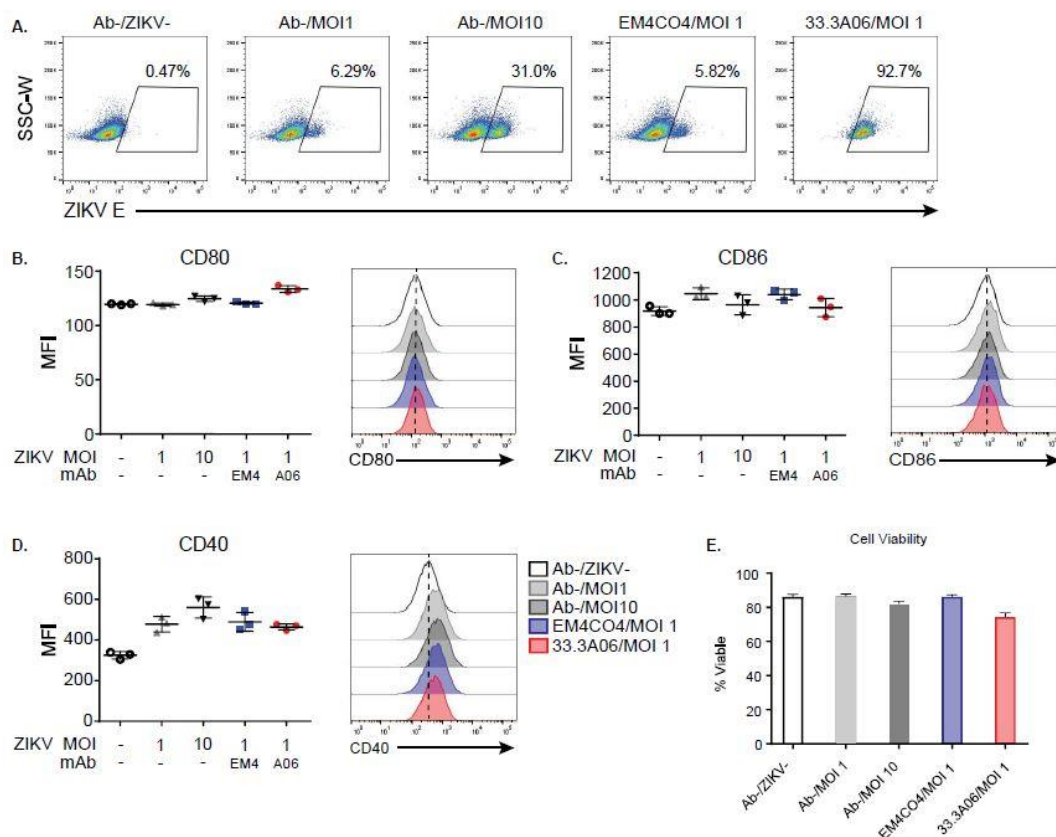 A.
Ab-/ZIKV-
Ab-/MOI1
Ab-/MOI10
EM4CO4/MOI 1
33.3A06/MOI 1
SSC-W
0.47%
6.29%
31.0%
5.82%
92.7%
ZIKV E
B.
CD80
MFI
150
100
50
0
ZIKV MOI - 1 10 1 1
mAb - - - EM4 A06
CD80
C.
CD86
MFI
1200
1000
800
600
400
200
0
ZIKV MOI - 1 10 1 1
mAb - - - EM4 A06
CD86
D.
CD40
MFI
800
600
400
200
0
ZIKV MOI - 1 10 1 1
mAb - - - EM4 A06
CD40
Ab-/ZIKV-
Ab-/MOI1
Ab-/MOI10
EM4CO4/MOI 1
33.3A06/MOI 1
E.
Cell Viability
% Viable
100
80
60
40
20
0
Ab-/ZIKV-
Ab-/MOI 1
Ab-/MOI 10
EM4CO4/MOI 1
33.3A06/MOI 1